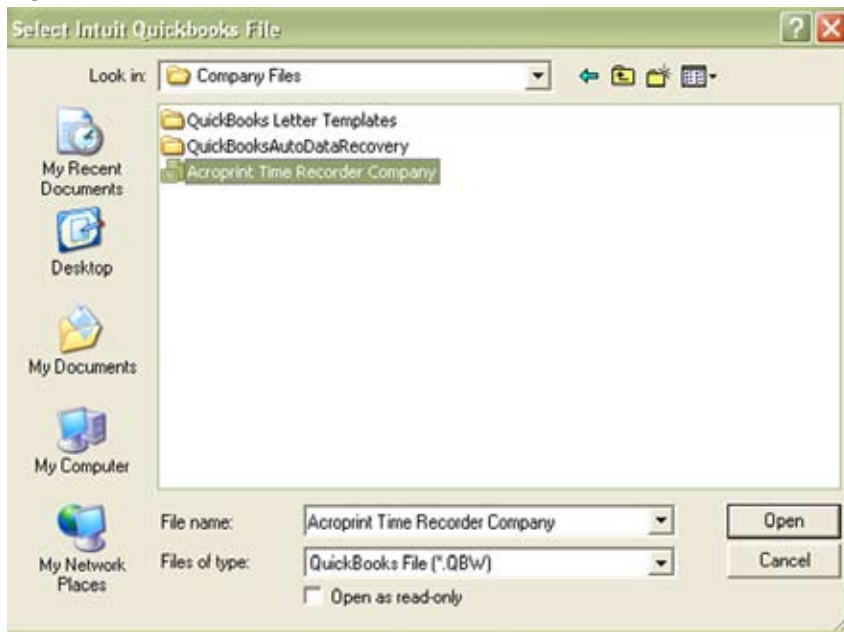 Select Intuit Quickbooks File
Look in: Company Files
QuickBooks Letter Templates
QuickBooksAutoDataRecovery
Acroprint Time Recorder Company
My Recent
Documents
Desktop
My Documents
My Computer
My Network
Places
File name: Acroprint Time Recorder Company Open
Files of type: QuickBooks File (*.QBW) Cancel
Open as read-only